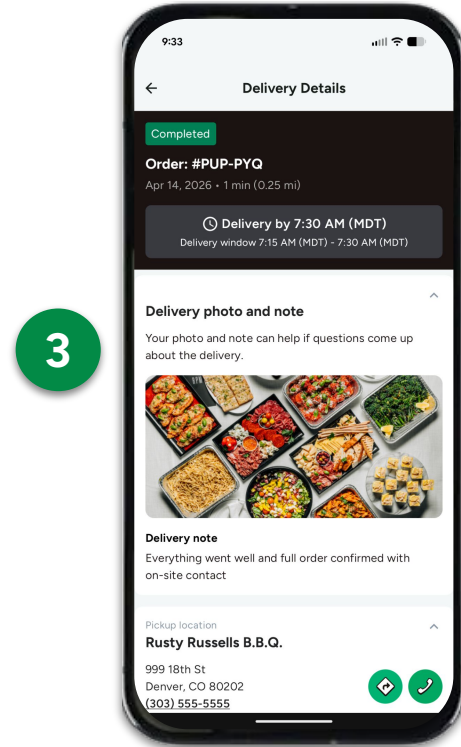 9:33
Delivery Details
Completed
Order: #PUP-PYQ
Apr 14, 2026 • 1 min (0.25 mi)
Delivery by 7:30 AM (MDT)
Delivery window 7:15 AM (MDT) - 7:30 AM (MDT)
3
Delivery photo and note
Your photo and note can help if questions come up
about the delivery.
Delivery note
Everything went well and full order confirmed with
on-site contact
Pickup location
Rusty Russells B.B.Q.
999 18th St
Denver, CO 80202
(303) 555-5555